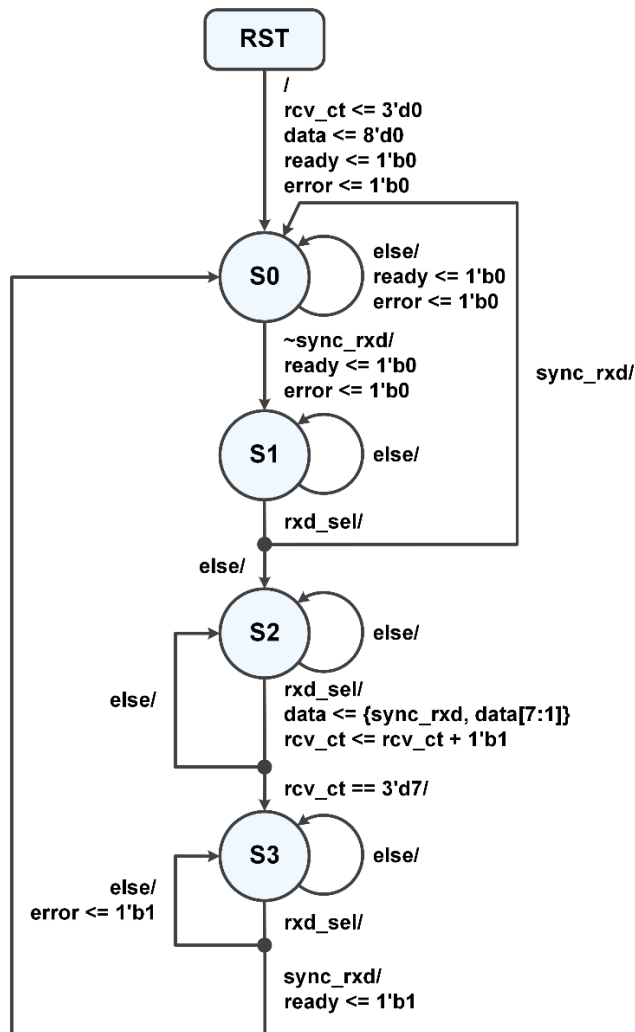 RST
/
rcv_ct <= 3'd0
data <= 8'd0
ready <= 1'b0
error <= 1'b0
S0
else/
ready <= 1'b0
error <= 1'b0
~sync_rxd/
ready <= 1'b0
error <= 1'b0
sync_rxd/
S1
else/
rxd_sel/
else/
S2
else/
else/
rxd_sel/
data <= {sync_rxd, data[7:1]}
rcv_ct <= rcv_ct + 1'b1
rcv_ct == 3'd7/
S3
else/
else/
error <= 1'b1
rxd_sel/
sync_rxd/
ready <= 1'b1